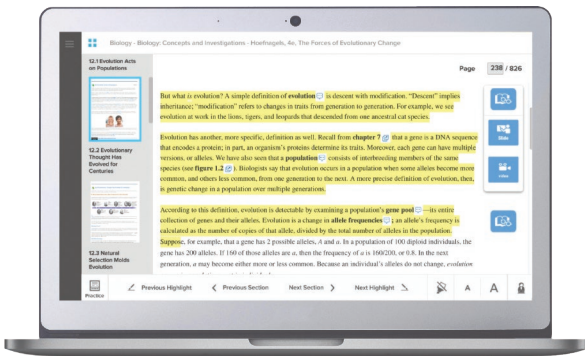 Biology - Biology: Concepts and Investigations - Hoefnagels, 4e, The Forces of Evolutionary Change
12.1 Evolution Acts
on Populations
12.2 Evolutionary
Thought Has
Evolved for
Centuries
12.3 Natural
Selection Molds
Evolution
Page 238 / 826
But what is evolution? A simple definition of evolution is descent with modification. "Descent" implies
inheritance; "modification" refers to changes in traits from generation to generation. For example, we see
evolution at work in the lions, tigers, and leopards that descended from one ancestral cat species.
Evolution has another, more specific, definition as well. Recall from chapter 7 that a gene is a DNA sequence
that encodes a protein; in part, an organism's proteins determine its traits. Moreover, each gene can have multiple
versions, or alleles. We have also seen that a population consists of interbreeding members of the same
species (see figure 1.2). Biologists say that evolution occurs in a population when some alleles become more
common, and others less common, from one generation to the next. A more precise definition of evolution, then,
is genetic change in a population over multiple generations.
According to this definition, evolution is detectable by examining a population's gene pool—its entire
collection of genes and their alleles. Evolution is a change in allele frequencies; an allele's frequency is
calculated as the number of copies of that allele, divided by the total number of alleles in the population.
Suppose, for example, that a gene has 2 possible alleles, A and a. In a population of 100 diploid individuals, the
gene has 200 alleles. If 160 of those alleles are a, then the frequency of a is 160/200, or 0.8. In the next
generation, a may become either more or less common. Because an individual's alleles do not change, evolution
Slide
video
Practice
Previous Highlight
Previous Section
Next Section
Next Highlight
A
A